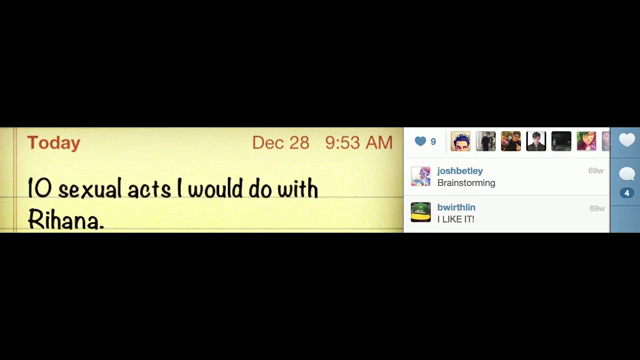 Today Dec 28 9:53 AM
10 sexual acts I would do with
Rihana.
9
joshbetley 69w
Brainstorming
4
bwirthlin 69w
I LIKE IT!